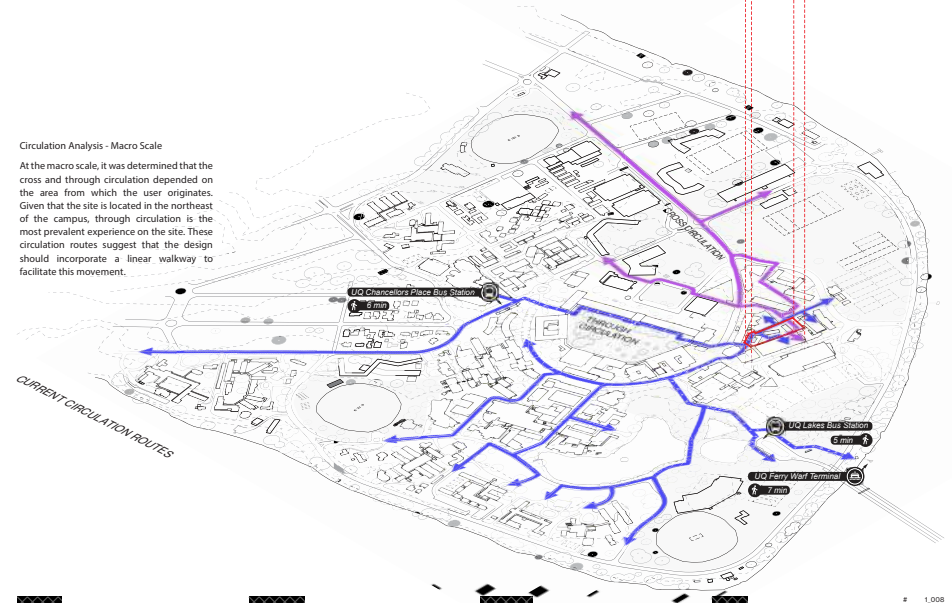 Circulation Analysis - Macro Scale
At the macro scale, it was determined that the
cross and through circulation depended on
the area from which the user originates.
Given that the site is located in the northeast
of the campus, through circulation is the
most prevalent experience on the site. These
circulation routes suggest that the design
should incorporate a linear walkway to
facilitate this movement.
CROSS CIRCULATION
UQ Chancellors Place Bus Station
6 min
THROUGH
CIRCULATION
CURRENT CIRCULATION ROUTES
UQ Lakes Bus Station
5 min
UQ Ferry Warf Terminal
7 min
# 1_008